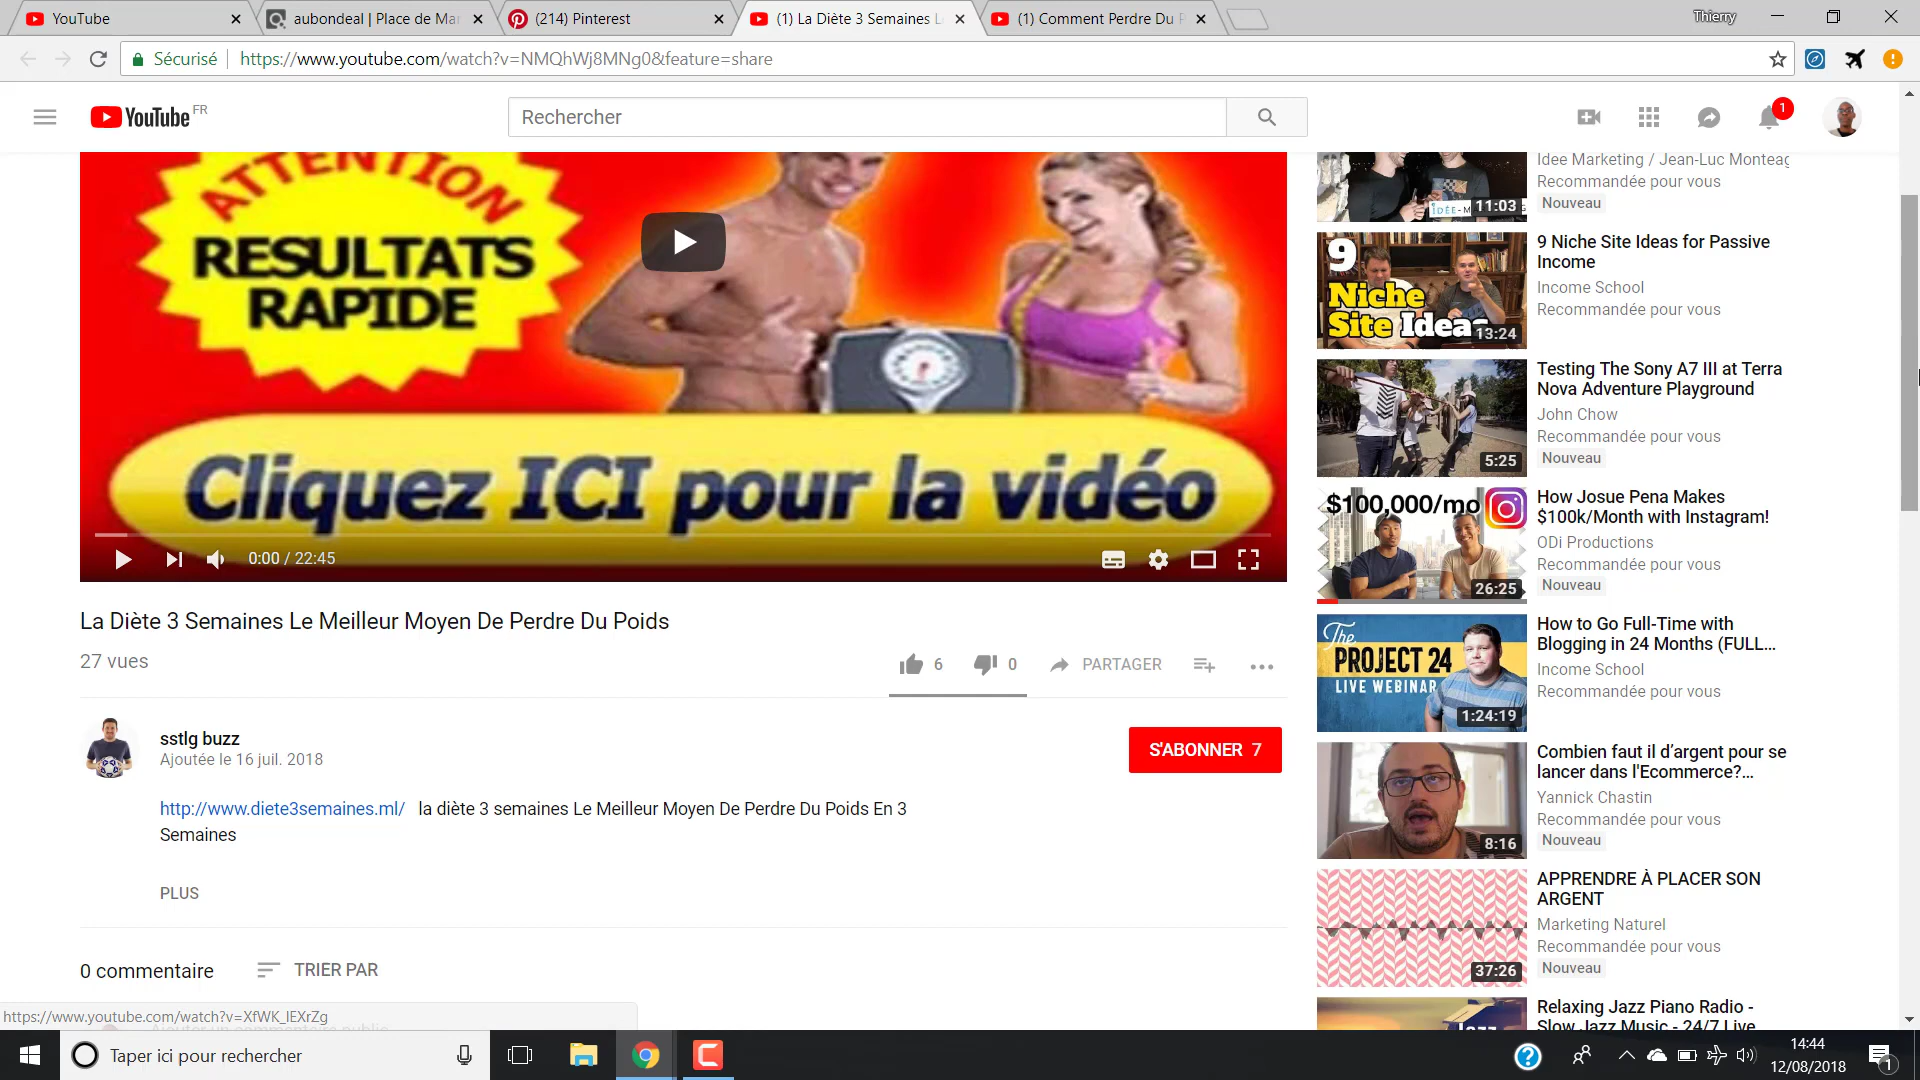 YouTube
aubondeal | Place de Mar
(214) Pinterest
(1) La Diète 3 Semaines L
(1) Comment Perdre Du P
Thierry
Sécurisé
https://www.youtube.com/watch?v=NMQhWj8MNg0&feature=share
YouTube FR
Rechercher
1
ATTENTION
RESULTATS
RAPIDE
Cliquez ICI pour la vidéo
0:00 / 22:45
La Diète 3 Semaines Le Meilleur Moyen De Perdre Du Poids
27 vues
6
0
PARTAGER
sstlg buzz
Ajoutée le 16 juil. 2018
S'ABONNER 7
http://www.diete3semaines.ml/ la diète 3 semaines Le Meilleur Moyen De Perdre Du Poids En 3
Semaines
PLUS
0 commentaire
TRIER PAR
Ajouter un commentaire public
https://www.youtube.com/watch?v=XfWK_IEXrZg
Idee Marketing / Jean-Luc Monteag
Recommandée pour vous
Nouveau
IDÉE-M
11:03
9 Niche Site Ideas for Passive
Income
Income School
Recommandée pour vous
9
Niche
Site Ideas
13:24
Testing The Sony A7 III at Terra
Nova Adventure Playground
John Chow
Recommandée pour vous
Nouveau
5:25
How Josue Pena Makes
$100k/Month with Instagram!
ODi Productions
Recommandée pour vous
Nouveau
$100,000/mo
26:25
How to Go Full-Time with
Blogging in 24 Months (FULL...
Income School
Recommandée pour vous
The
PROJECT 24
LIVE WEBINAR
1:24:19
Combien faut il d’argent pour se
lancer dans l'Ecommerce?...
Yannick Chastin
Recommandée pour vous
Nouveau
8:16
APPRENDRE À PLACER SON
ARGENT
Marketing Naturel
Recommandée pour vous
Nouveau
37:26
Relaxing Jazz Piano Radio -
Slow Jazz Music - 24/7 Live
Jazz
Taper ici pour rechercher
14:44
12/08/2018
1